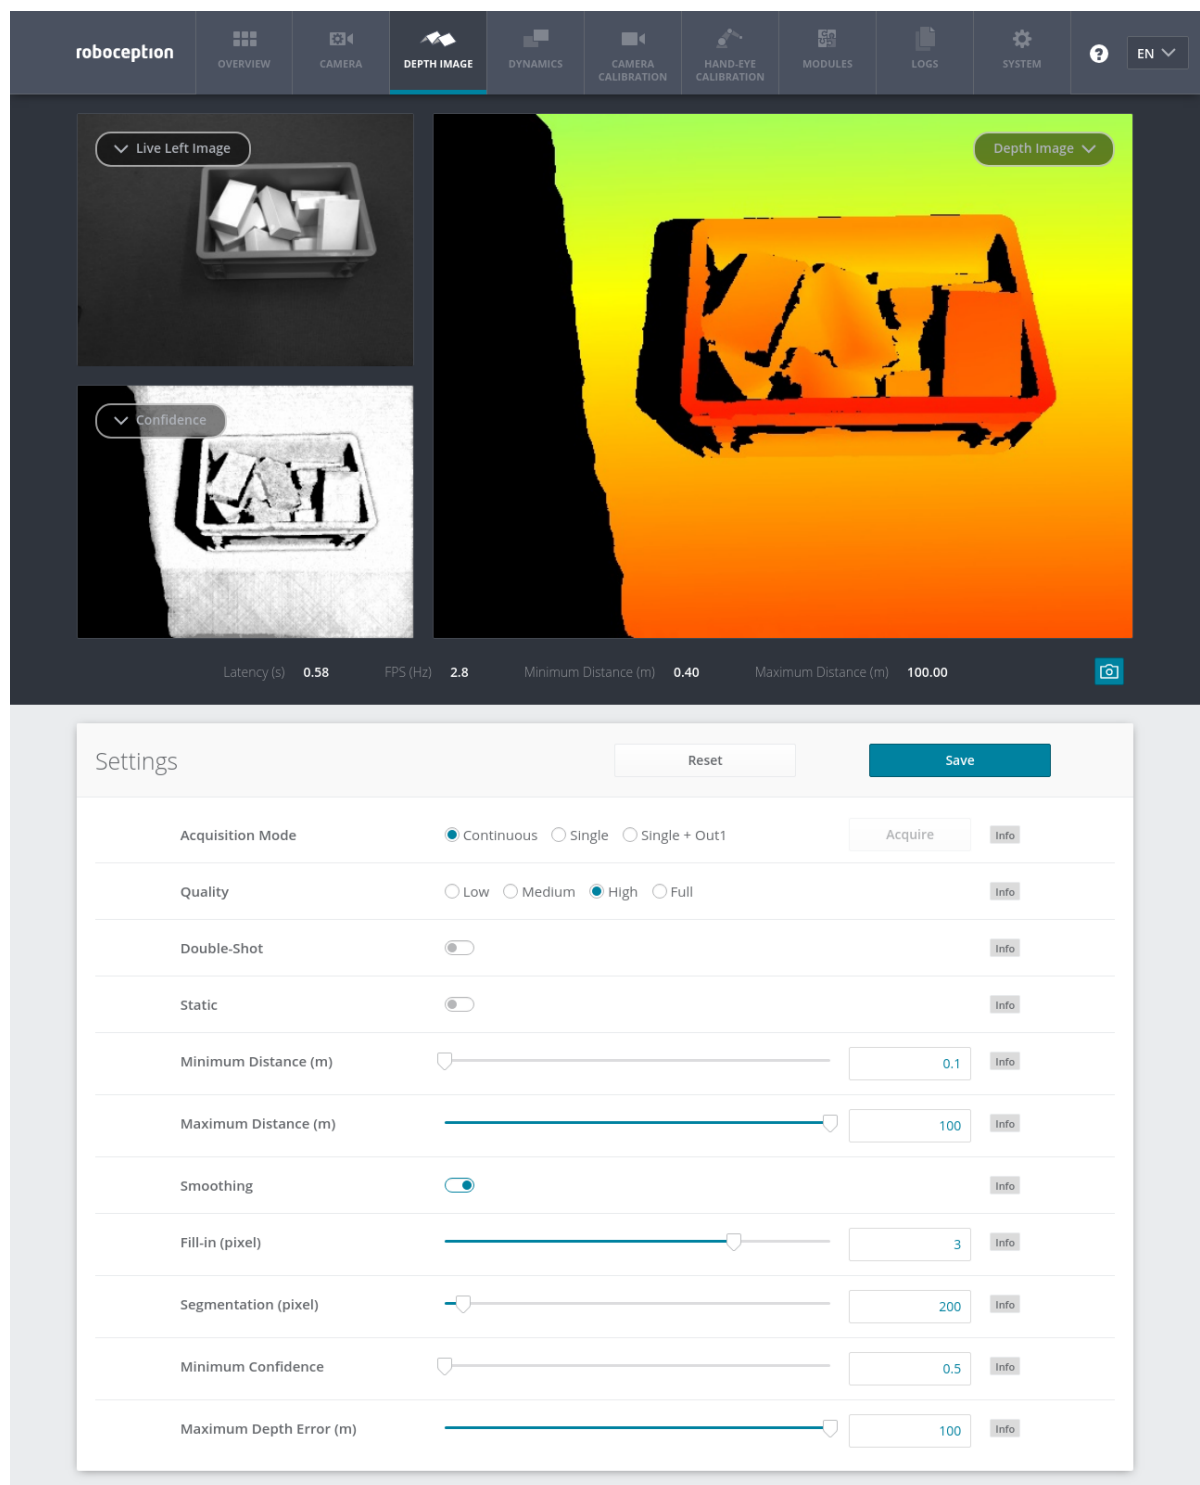 roboception
OVERVIEW
CAMERA
DEPTH IMAGE
DYNAMICS
CAMERA
CALIBRATION
HAND-EYE
CALIBRATION
MODULES
LOGS
SYSTEM
?
EN
Live Left Image
Depth Image
Confidence
Latency (s) 0.58 FPS (Hz) 2.8 Minimum Distance (m) 0.40 Maximum Distance (m) 100.00
Settings Reset Save
Acquisition Mode Continuous Single Single + Out1 Acquire Info
Quality Low Medium High Full Info
Double-Shot Info
Static Info
Minimum Distance (m) 0.1 Info
Maximum Distance (m) 100 Info
Smoothing Info
Fill-in (pixel) 3 Info
Segmentation (pixel) 200 Info
Minimum Confidence 0.5 Info
Maximum Depth Error (m) 100 Info